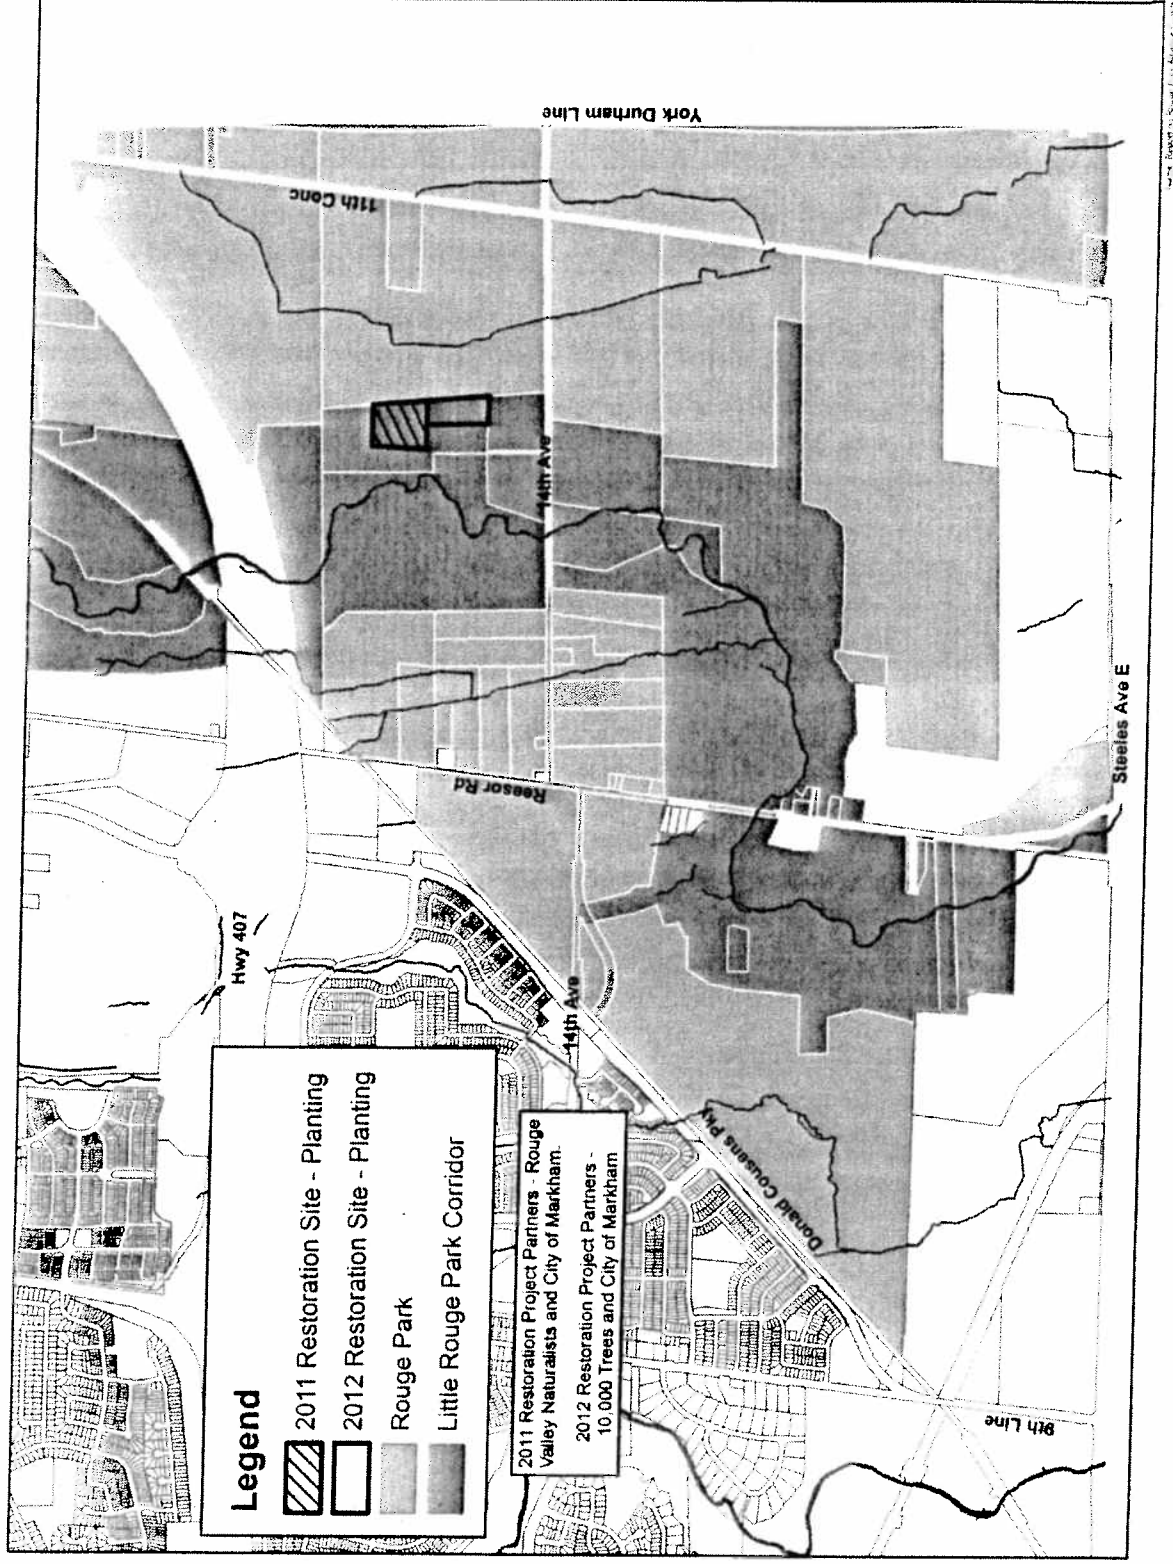 Legend
2011 Restoration Site - Planting
2012 Restoration Site - Planting
Rouge Park
Little Rouge Park Corridor
2011 Restoration Project Partners - Rouge
Valley Naturalists and City of Markham.
2012 Restoration Project Partners -
10,000 Trees and City of Markham
Hwy 407
14th Ave
Donald Cousens Pky
9th Line
Reesor Rd
14th Ave
11th Conc
York Durham Line
Steeles Ave E